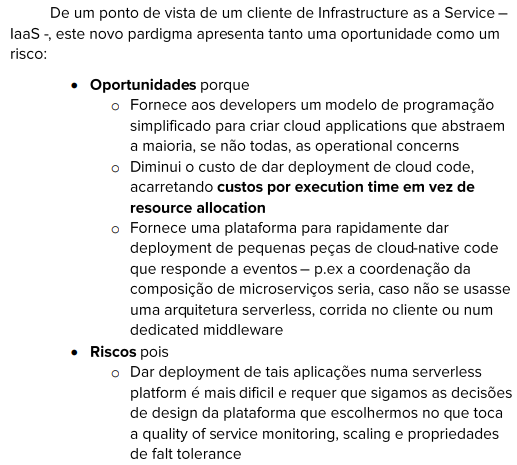 De um ponto de vista de um cliente de Infrastructure as a Service –
IaaS -, este novo pardigma apresenta tanto uma oportunidade como um
risco:
• Oportunidades porque
o Fornece aos developers um modelo de programação
simplificado para criar cloud applications que abstraem
a maioria, se não todas, as operational concerns
o Diminui o custo de dar deployment de cloud code,
acarretando custos por execution time em vez de
resource allocation
o Fornece uma plataforma para rapidamente dar
deployment de pequenas peças de cloud-native code
que responde a eventos – p.ex a coordenação da
composição de microserviços seria, caso não se usasse
uma arquitetura serverless, corrida no cliente ou num
dedicated middleware
• Riscos pois
o Dar deployment de tais aplicações numa serverless
platform é mais dificil e requer que sigamos as decisões
de design da plataforma que escolhermos no que toca
a quality of service monitoring, scaling e propriedades
de falt tolerance